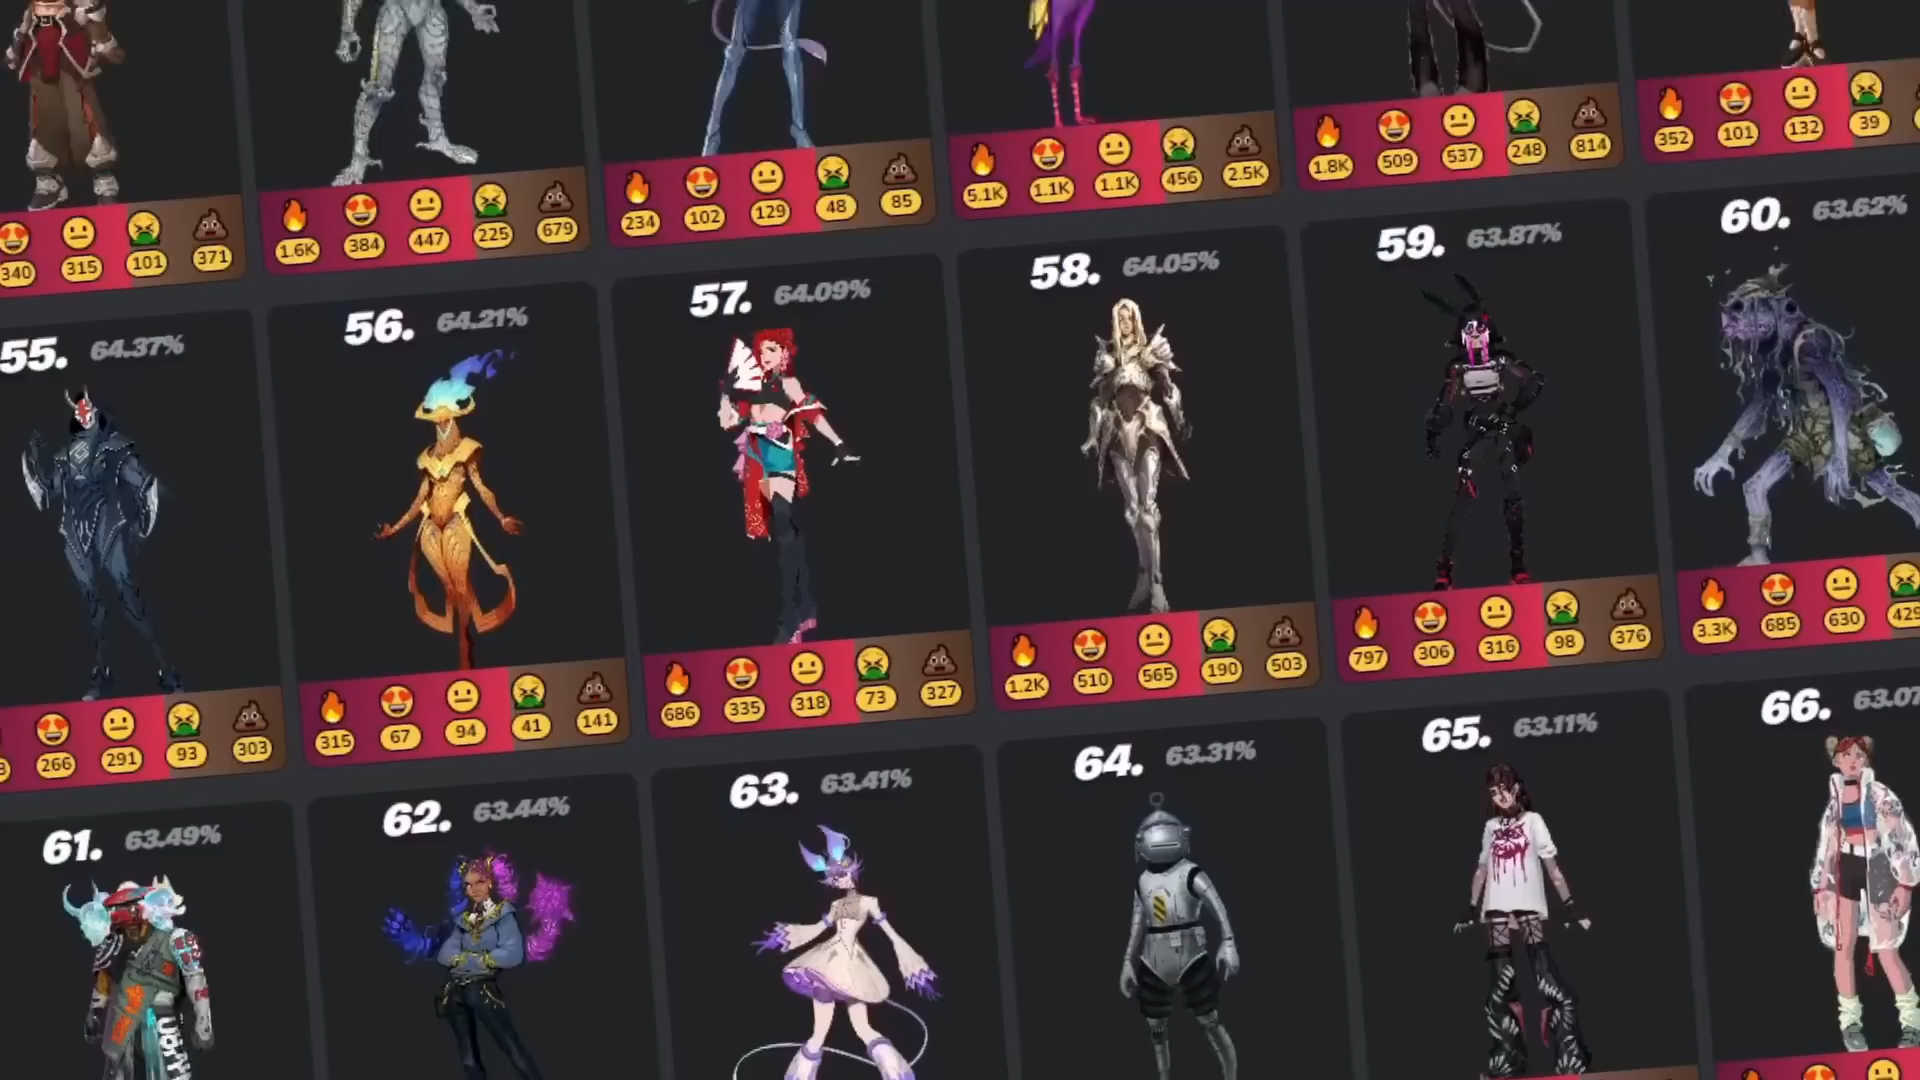 340 315 101 371
1.6K 384 447 225 679
234 102 129 48 85
5.1K 1.1K 1.1K 456 2.5K
1.8K 509 537 248 814
352 101 132 39
55. 64.37%
56. 64.21%
57. 64.09%
58. 64.05%
59. 63.87%
60. 63.62%
266 291 93 303
315 67 94 41 141
686 335 318 73 327
1.2K 510 565 190 503
797 306 316 98 376
3.3K 685 630 429
61. 63.49%
62. 63.44%
63. 63.41%
64. 63.31%
65. 63.11%
66. 63.07